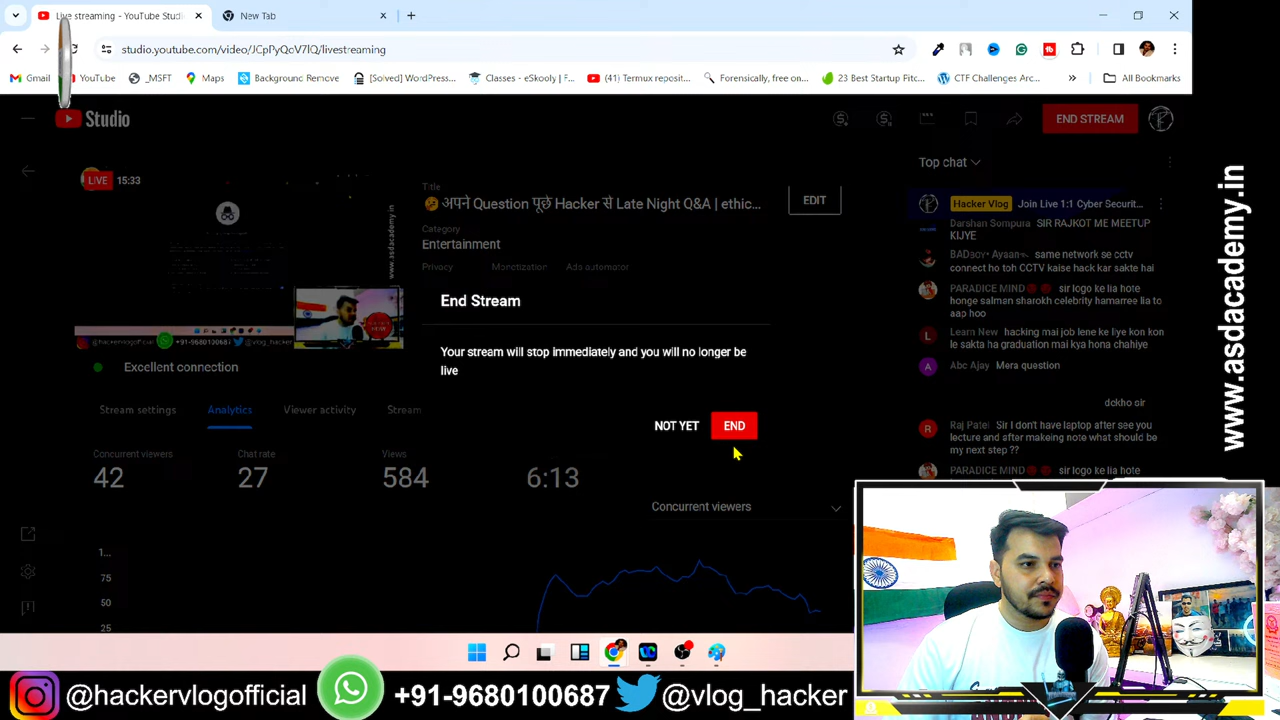 Live streaming - YouTube Studi
New Tab
studio.youtube.com/video/JCpPyQoV7lQ/livestreaming
Gmail
YouTube
_MSFT
Maps
Background Remove
[Solved] WordPress...
Classes - eSkooly | F...
(41) Termux reposit...
Forensically, free on...
23 Best Startup Fitc...
CTF Challenges Arc...
All Bookmarks
Studio
END STREAM
LIVE 15:33
Title
अपने Question पूछे Hacker से Late Night Q&A | ethic...
EDIT
Category
Entertainment
Privacy
Monetization
Ads automator
End Stream
Your stream will stop immediately and you will no longer be
live
NOT YET
END
Excellent connection
Stream settings
Analytics
Viewer activity
Stream
Concurrent viewers
42
Chat rate
27
Views
584
6:13
Concurrent viewers
1...
75
50
25
Top chat
Hacker Vlog Join Live 1:1 Cyber Securit...
Darshan Sompura SIR RAJKOT ME MEETUP
KIJYE
same network se cctv
connect ho toh CCTV kaise hack kar sakte hai
PARADICE MIND sir logo ke lia hote
honge salman sharokh celebrity hamarree lia to
aap hoo
Learn New hacking mai job lene ke liye kon kon
le sakta ha graduation mai kya hona chahiye
Abc Ajay Mera question
dekho sir
Raj Patel Sir I don't have laptop after see you
lecture and after makeing note what should be
my next step ??
PARADICE MIND sir logo ke lia hote
www.asdacademy.in
@hackervlogofficial
+91-9680100687
@vlog_hacker